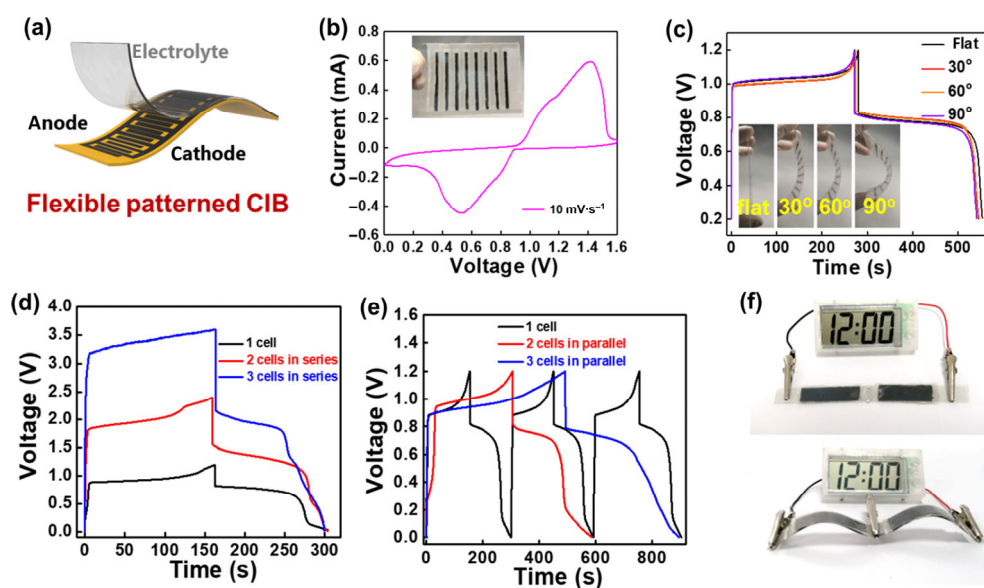 (a)
Electrolyte
Anode
Cathode
Flexible patterned CIB
(b)
Current (mA)
0.8
0.6
0.4
0.2
0.0
−0.2
−0.4
−0.6
0.0 0.2 0.4 0.6 0.8 1.0 1.2 1.4 1.6
Voltage (V)
10 mV·s⁻¹
(c)
Voltage (V)
1.2
1.0
0.8
0.6
0.4
0.2
0 100 200 300 400 500
Time (s)
Flat
30°
60°
90°
flat 30° 60° 90°
(d)
Voltage (V)
4.0
3.5
3.0
2.5
2.0
1.5
1.0
0.5
0.0
0 50 100 150 200 250 300
Time (s)
1 cell
2 cells in series
3 cells in series
(e)
Voltage (V)
1.6
1.4
1.2
1.0
0.8
0.6
0.4
0.2
0.0
0 200 400 600 800
Time (s)
1 cell
2 cells in parallel
3 cells in parallel
(f)
12:00
12:00